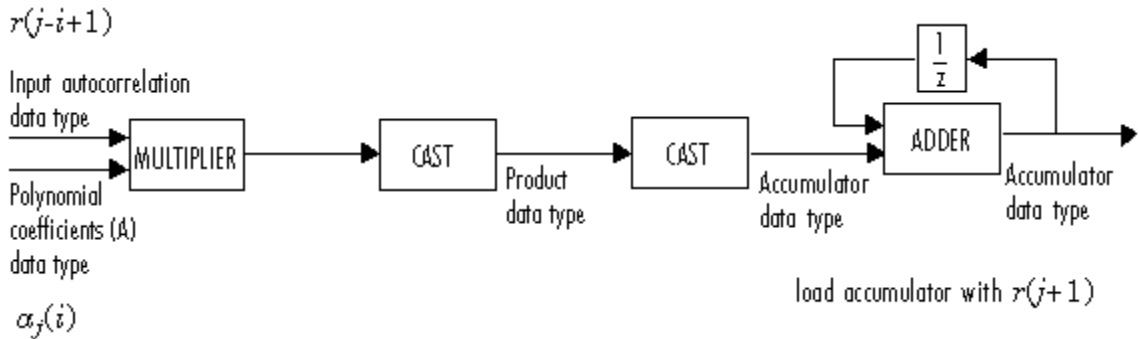 r(j-i+1)
Input autocorrelation
data type
MULTIPLIER
Polynomial
coefficients (A)
data type
α_j(i)
CAST
Product
data type
CAST
Accumulator
data type
1
z
ADDER
Accumulator
data type
load accumulator with r(j+1)